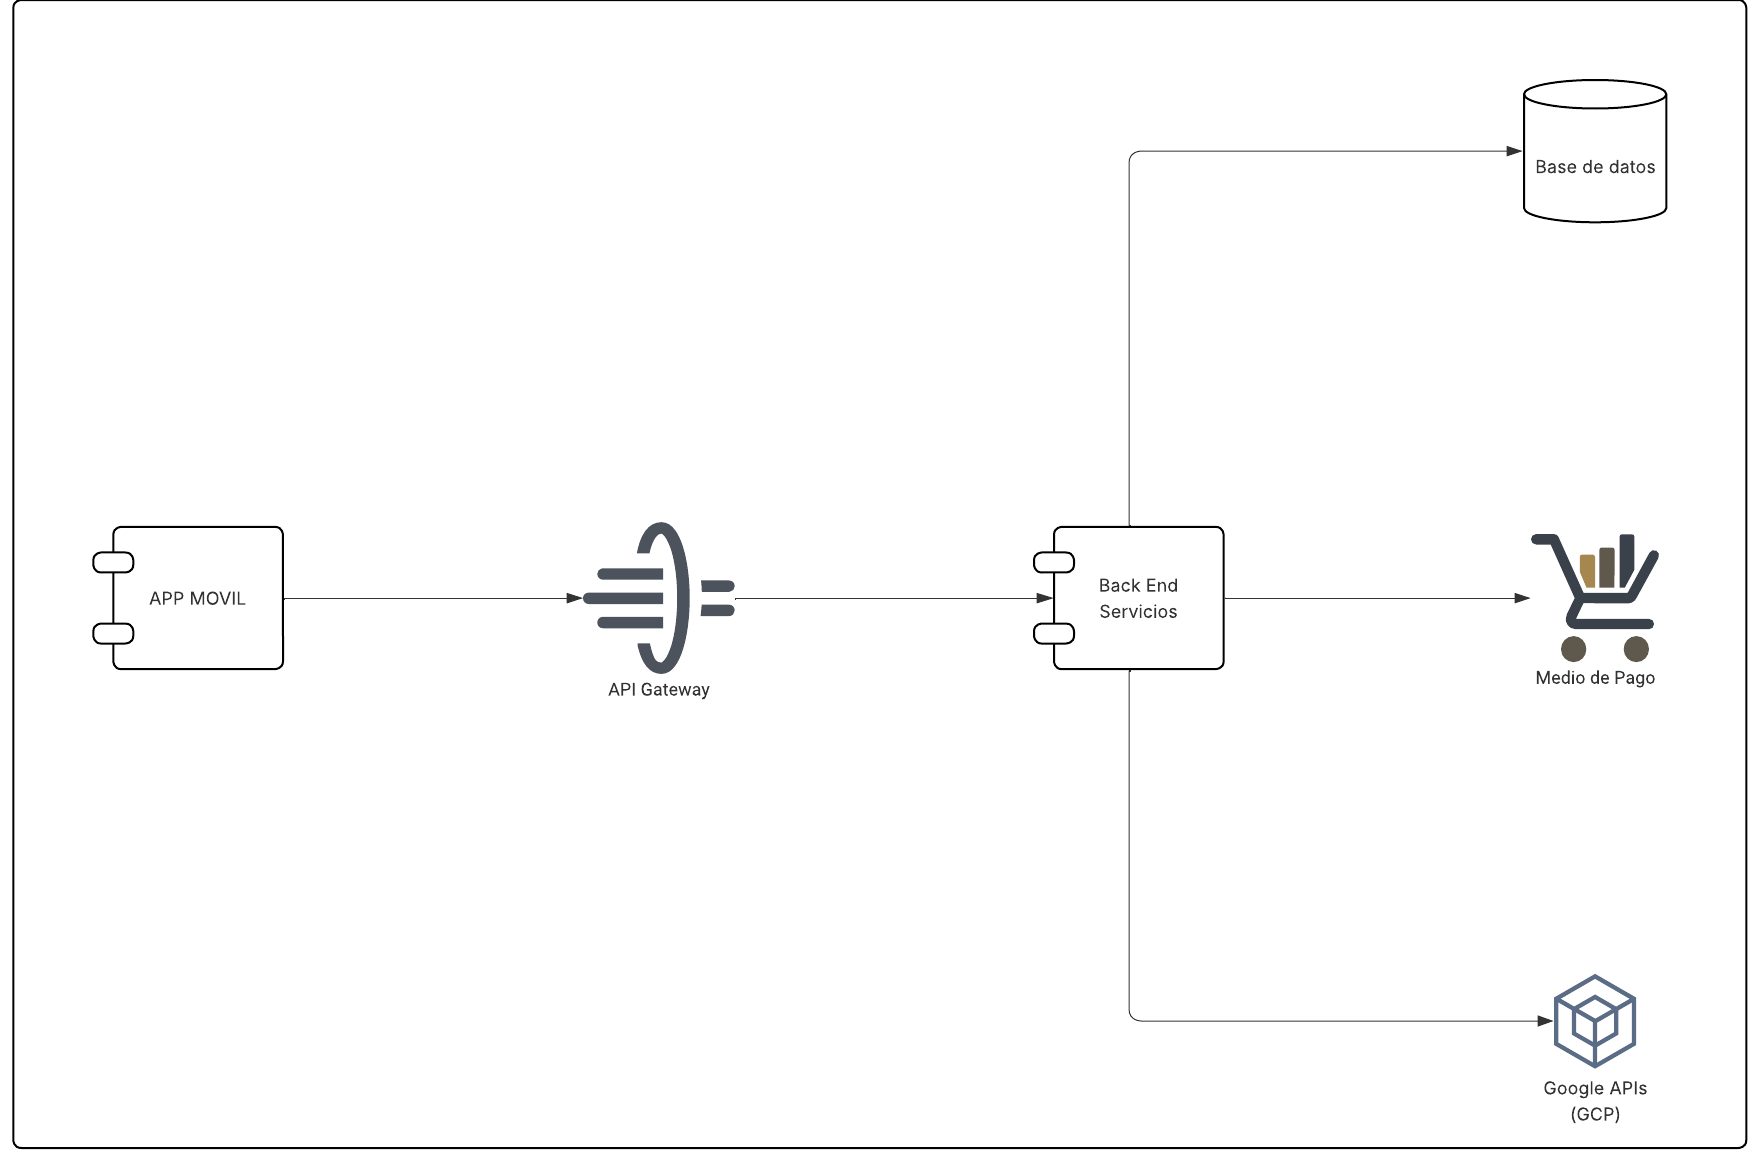 Base de datos
APP MOVIL
API Gateway
Back End
Servicios
Medio de Pago
Google APIs
(GCP)